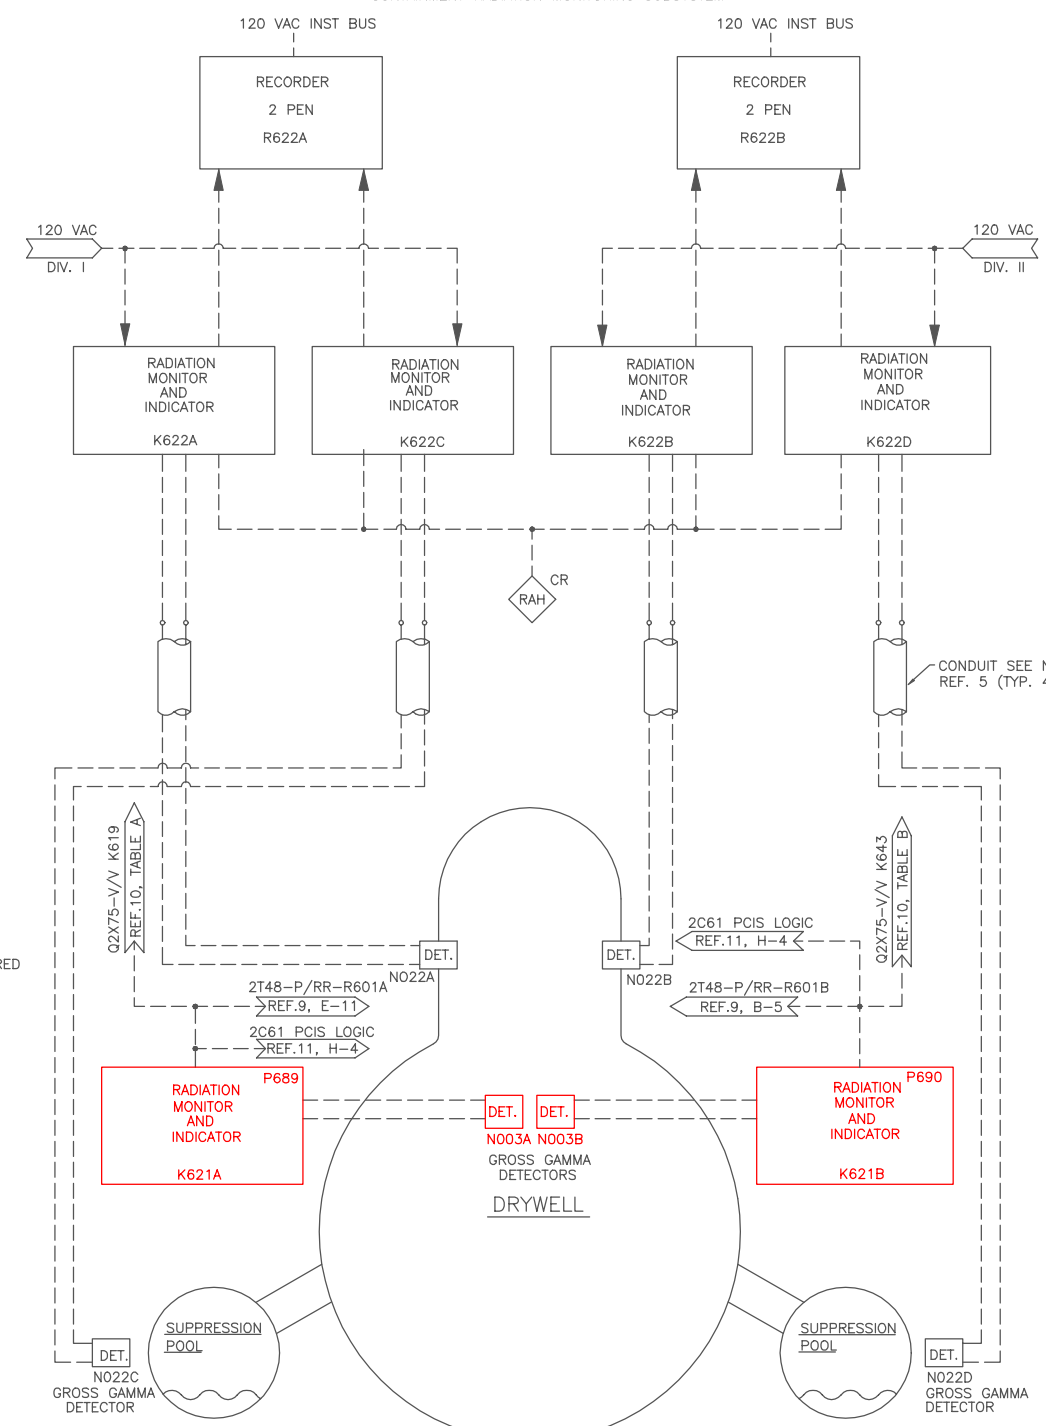 120 VAC INST BUS
120 VAC INST BUS
RECORDER
2 PEN
R622A
RECORDER
2 PEN
R622B
120 VAC
DIV. I
120 VAC
DIV. II
RADIATION
MONITOR
AND
INDICATOR
K622A
RADIATION
MONITOR
AND
INDICATOR
K622C
RADIATION
MONITOR
AND
INDICATOR
K622B
RADIATION
MONITOR
AND
INDICATOR
K622D
CR
RAH
CONDUIT SEE N
REF. 5 (TYP. 4
Q2X75-V/V K619
REF.10, TABLE A
Q2X75-V/V K643
REF.10, TABLE B
RED
DET.
N022A
DET.
N022B
2C61 PCIS LOGIC
REF.11, H-4
2T48-P/RR-R601A
REF.9, E-11
2T48-P/RR-R601B
REF.9, B-5
2C61 PCIS LOGIC
REF.11, H-4
P689
RADIATION
MONITOR
AND
INDICATOR
K621A
DET.
N003A
DET.
N003B
GROSS GAMMA
DETECTORS
DRYWELL
P690
RADIATION
MONITOR
AND
INDICATOR
K621B
SUPPRESSION
POOL
SUPPRESSION
POOL
DET.
N022C
GROSS GAMMA
DETECTOR
DET.
N022D
GROSS GAMMA
DETECTOR